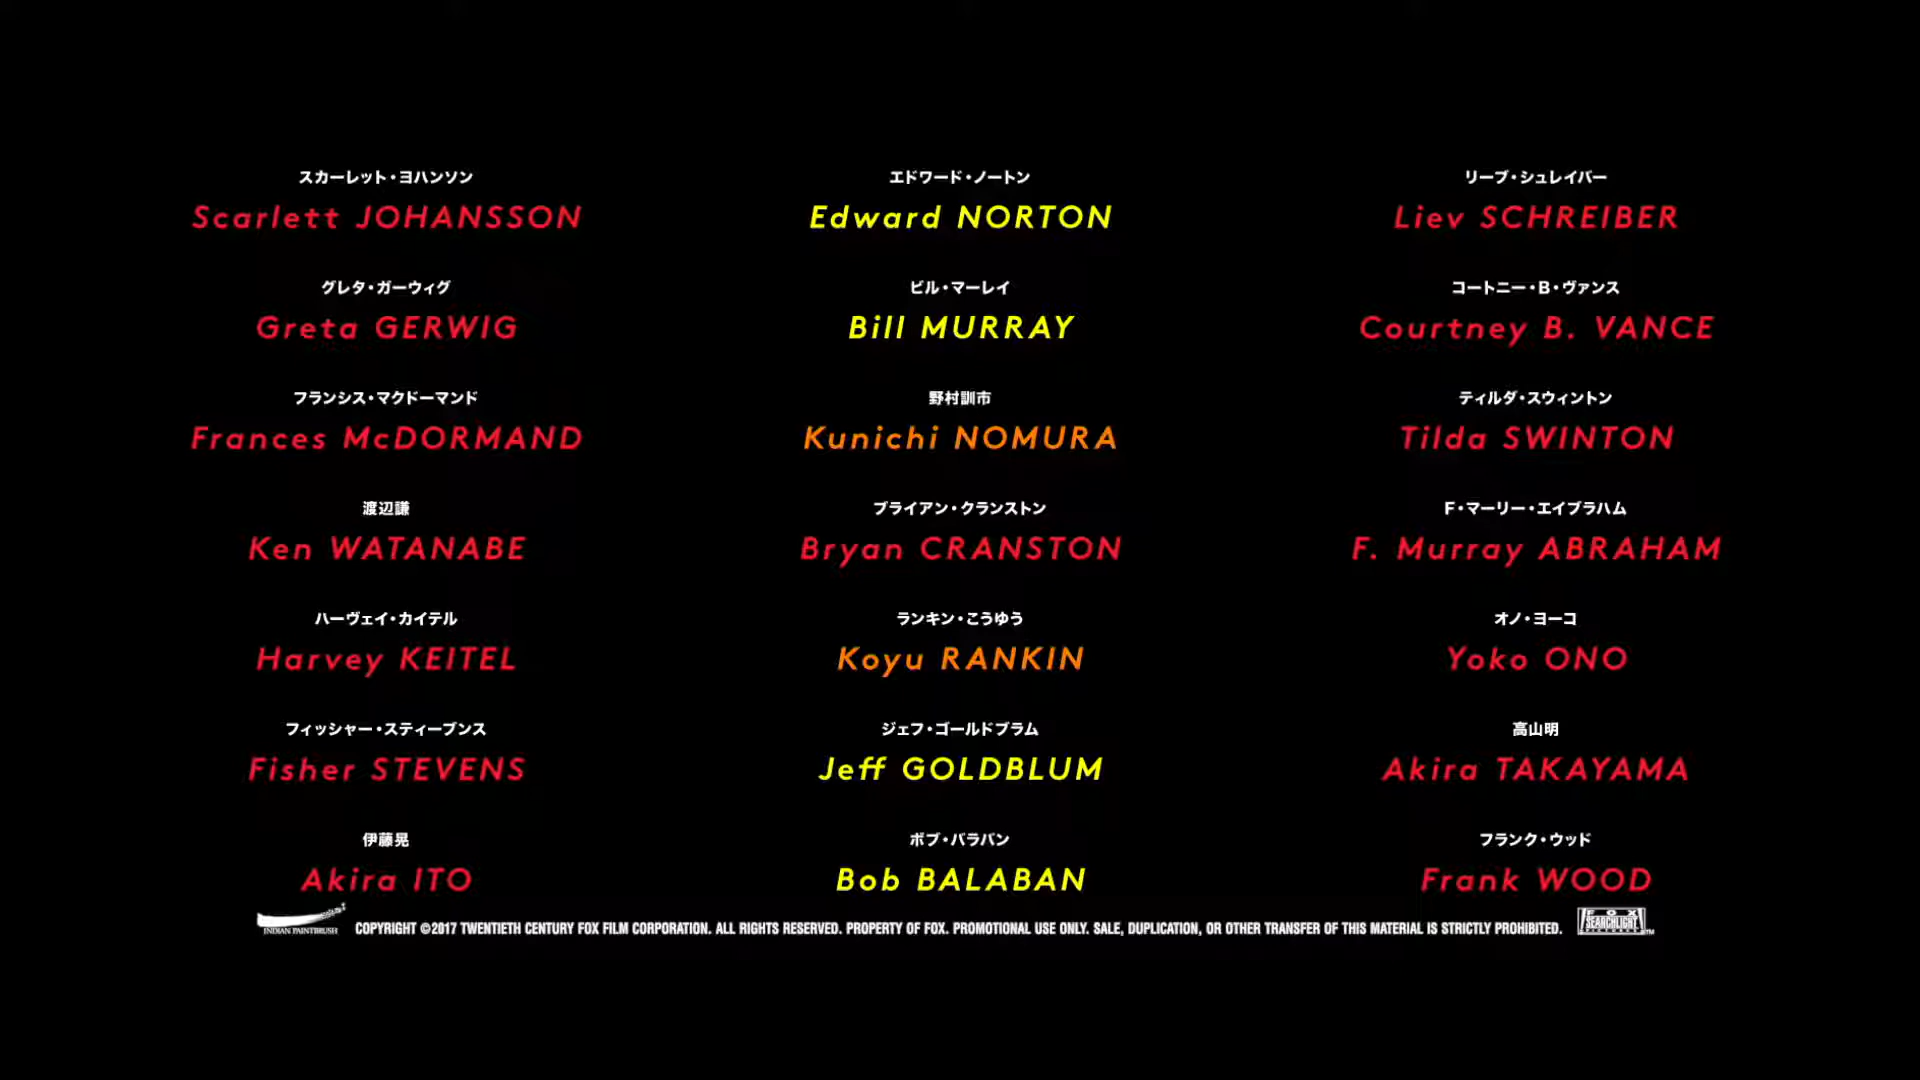 スカーレット・ヨハンソン
Scarlett JOHANSSON
エドワード・ノートン
Edward NORTON
リーブ・シュレイバー
Liev SCHREIBER
グレタ・ガーウィグ
Greta GERWIG
ビル・マーレイ
Bill MURRAY
コートニー・B・ヴァンス
Courtney B. VANCE
フランシス・マクドーマンド
Frances McDORMAND
野村訓市
Kunichi NOMURA
ティルダ・スウィントン
Tilda SWINTON
渡辺謙
Ken WATANABE
ブライアン・クランストン
Bryan CRANSTON
F・マーリー・エイブラハム
F. Murray ABRAHAM
ハーヴェイ・カイテル
Harvey KEITEL
ランキン・こうゆう
Koyu RANKIN
オノ・ヨーコ
Yoko ONO
フィッシャー・スティーブンス
Fisher STEVENS
ジェフ・ゴールドブラム
Jeff GOLDBLUM
高山明
Akira TAKAYAMA
伊藤晃
Akira ITO
ボブ・バラバン
Bob BALABAN
フランク・ウッド
Frank WOOD
INDIAN PAINTBRUSH
COPYRIGHT ©2017 TWENTIETH CENTURY FOX FILM CORPORATION. ALL RIGHTS RESERVED. PROPERTY OF FOX. PROMOTIONAL USE ONLY. SALE, DUPLICATION, OR OTHER TRANSFER OF THIS MATERIAL IS STRICTLY PROHIBITED.
FOX
SEARCHLIGHT
PICTURES
TM